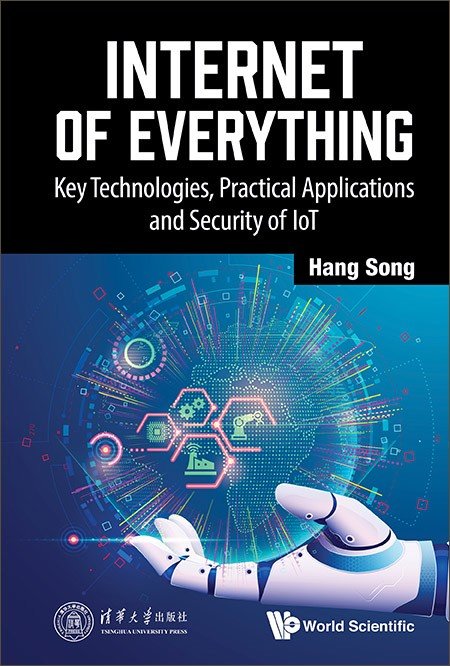 INTERNET
OF EVERYTHING
Key Technologies, Practical Applications
and Security of IoT
Hang Song
清華大学出版社
TSINGHUA UNIVERSITY PRESS
World Scientific